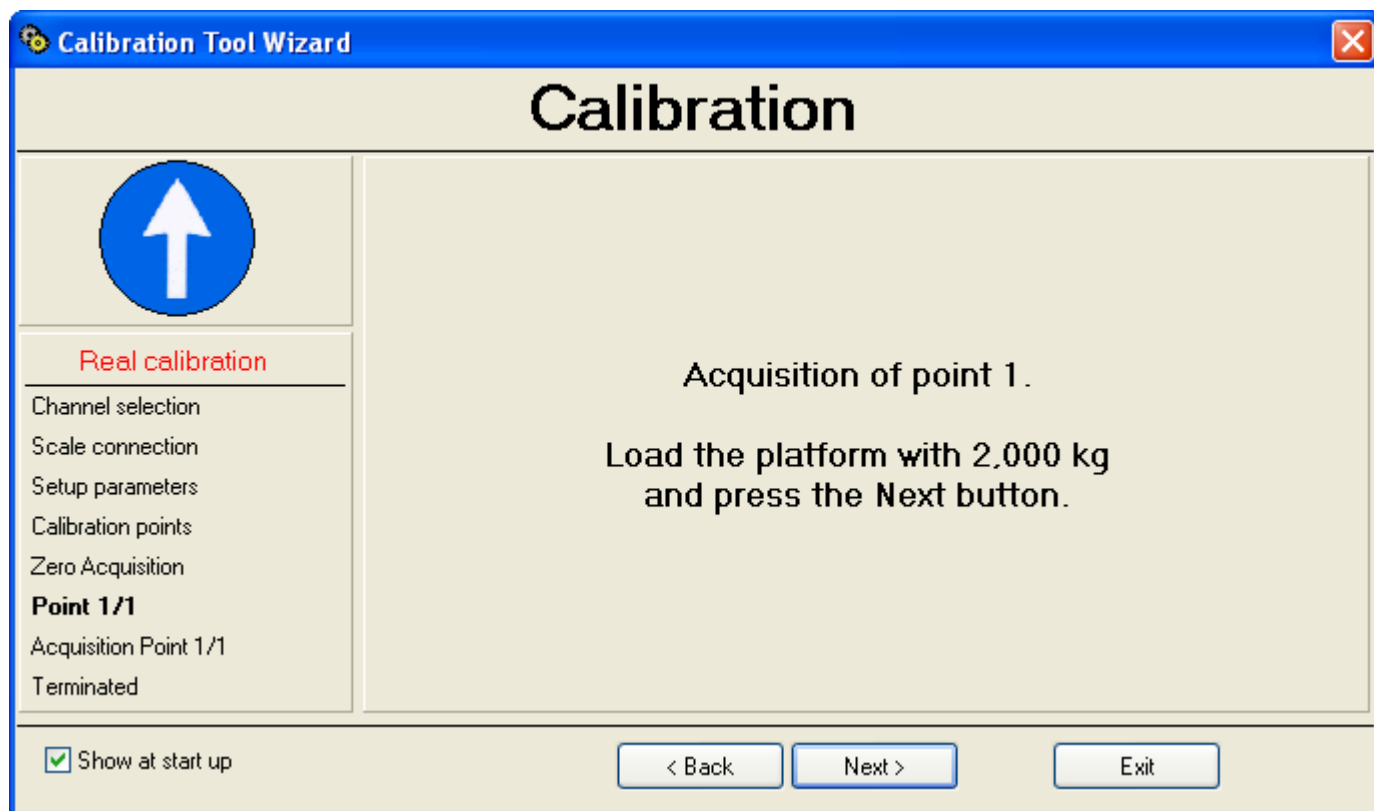 Calibration Tool Wizard
Calibration
Real calibration
Channel selection
Scale connection
Setup parameters
Calibration points
Zero Acquisition
Point 1/1
Acquisition Point 1/1
Terminated
Acquisition of point 1.
Load the platform with 2,000 kg
and press the Next button.
Show at start up
< Back
Next >
Exit